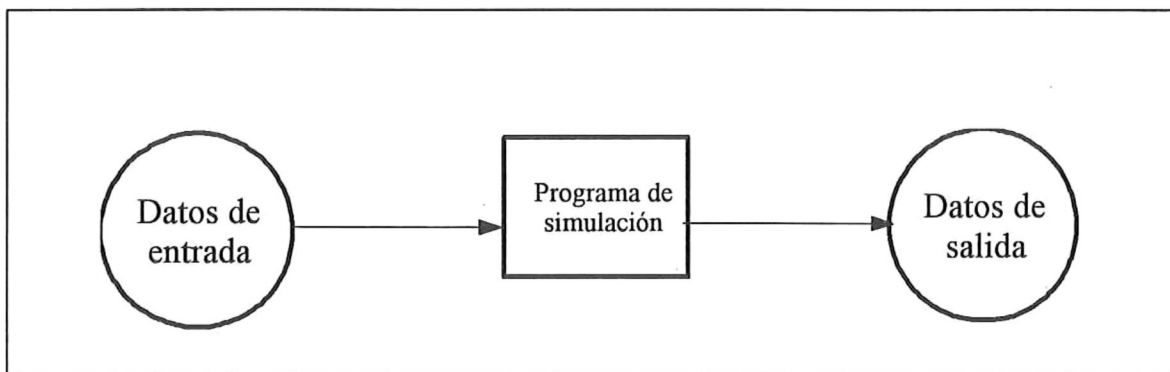 Datos de
entrada
Programa de
simulación
Datos de
salida